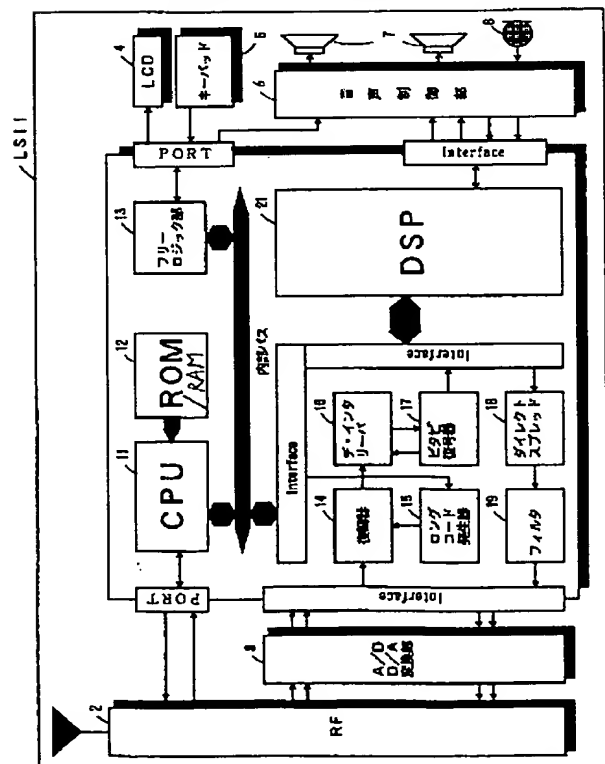 LSI1
2
RF
3
A/D
D/A
変換部
PORT
Interface
11
CPU
12
ROM
/RAM
13
フリー
ロジック部
内部バス
PORT
4
LCD
5
キーパッド
6
音声制御部
7
8
Interface
14
復調器
15
ロング
コード
発生器
16
デ・インタ
リーバ
17
ビタビ
復号器
18
ダイレクト
スプレッド
19
フィルタ
Interface
21
DSP
Interface